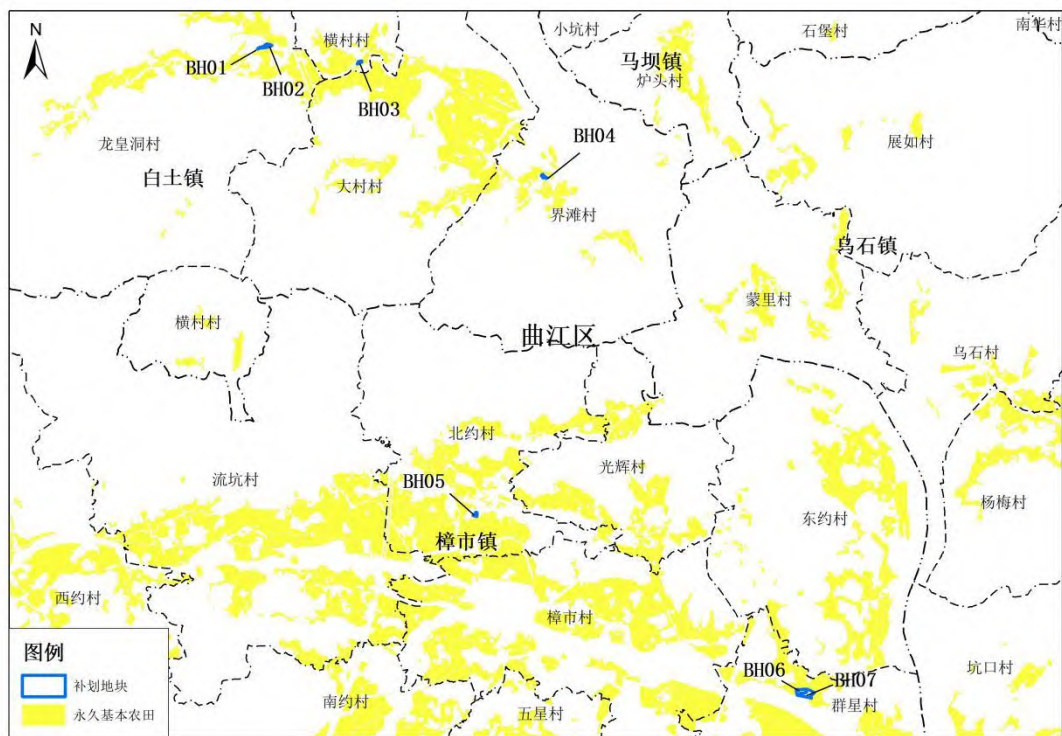 N
横村村
小坑村
石堡村
南华村
马坝镇
炉头村
BH01
BH02
BH03
BH04
展如村
龙皇洞村
白土镇
大村村
界滩村
乌石镇
横村村
蒙里村
曲江区
乌石村
北约村
流坑村
光辉村
BH05
东约村
杨梅村
樟市镇
西约村
樟市村
图例
补划地块
永久基本农田
南约村
五星村
BH06
BH07
群星村
坑口村